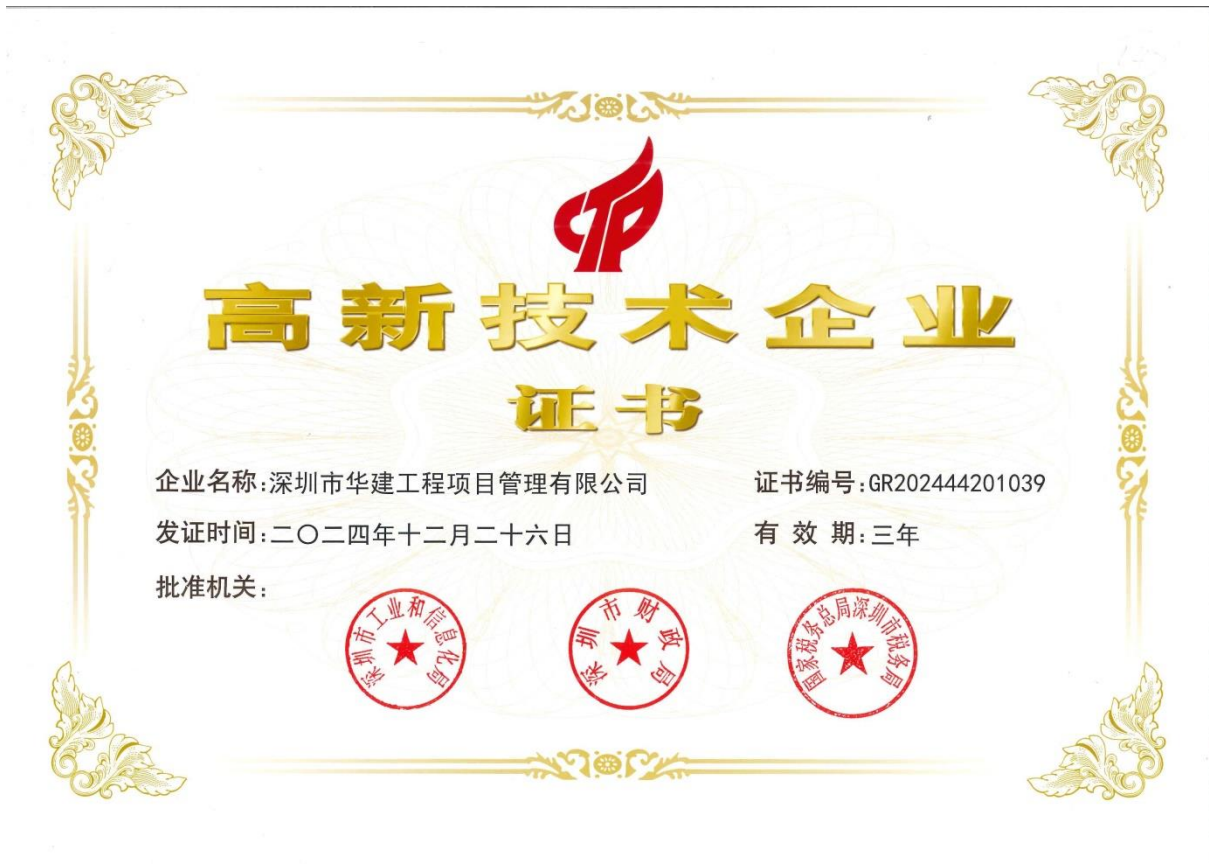 高新技术企业
证书
企业名称:深圳市华建工程项目管理有限公司
证书编号:GR202444201039
发证时间:二〇二四年十二月二十六日
有效期:三年
批准机关:
深圳市工业和信息化局
深圳市财政局
国家税务总局深圳市税务局